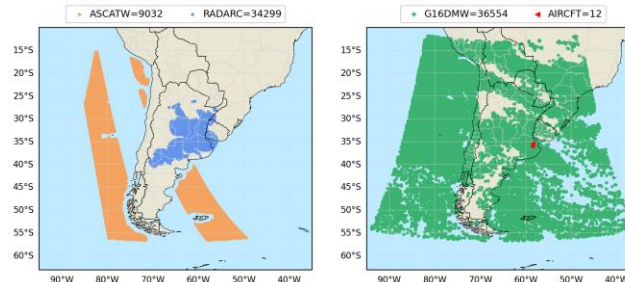 ASCATW=9032 RADARC=34299
G16DMW=36554 AIRCFT=12
15°S
20°S
25°S
30°S
35°S
40°S
45°S
50°S
55°S
60°S
90°W 80°W 70°W 60°W 50°W 40°W
15°S
20°S
25°S
30°S
35°S
40°S
45°S
50°S
55°S
60°S
90°W 80°W 70°W 60°W 50°W 40°W